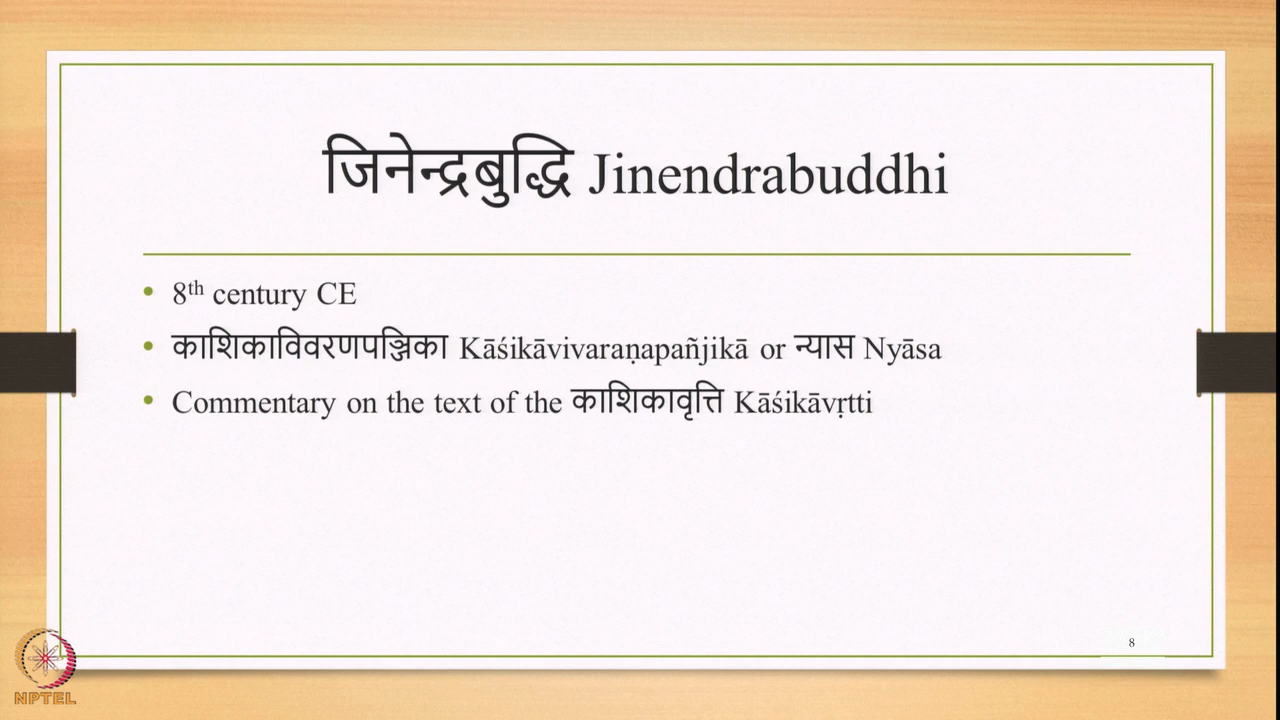 जिनेन्द्रबुद्धि Jinendrabuddhi
• 8th century CE
• काशिकाविवरणपञ्जिका Kāśikāvivaraṇapañjikā or न्यास Nyāsa
• Commentary on the text of the काशिकावृत्ति Kāśikāvṛtti
8
NPTEL